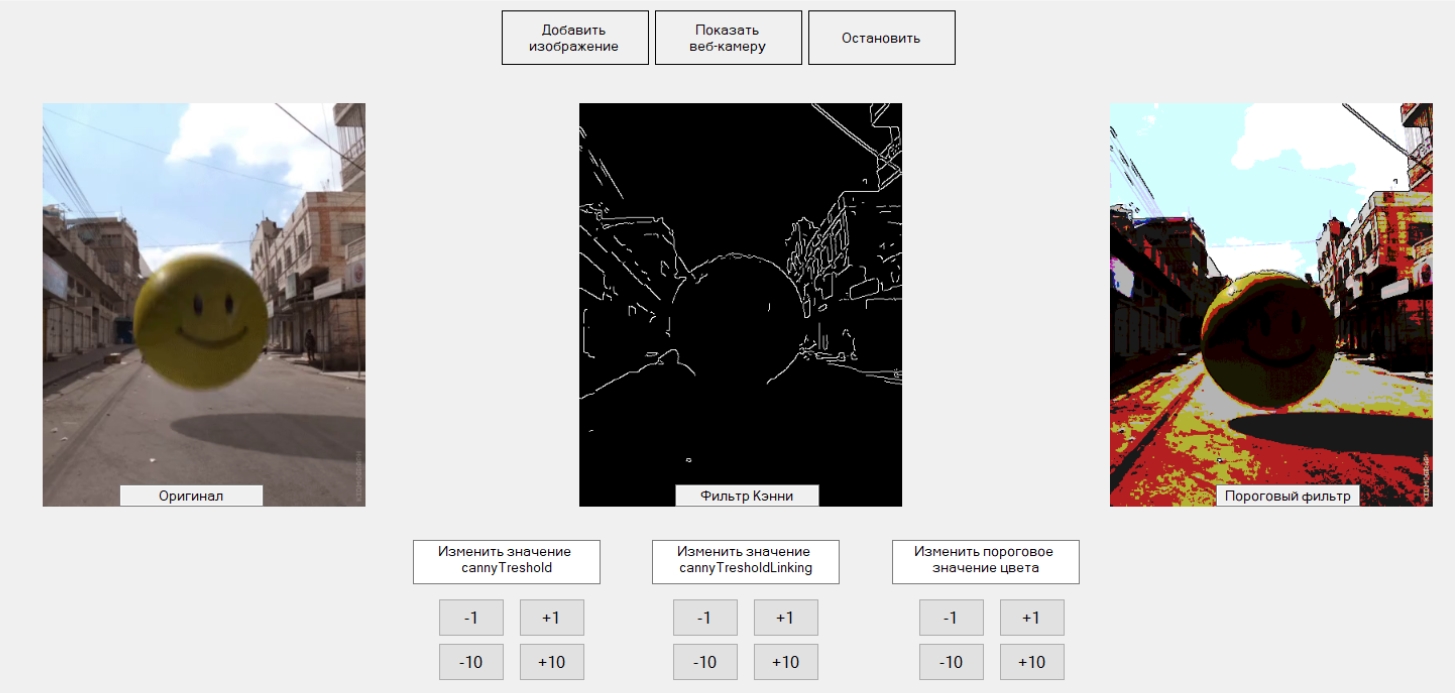 Добавить
изображение
Показать
веб-камеру
Остановить
Оригинал
Фильтр Кэнни
Пороговый фильтр
Изменить значение
cannyTreshold
Изменить значение
cannyTresholdLinking
Изменить пороговое
значение цвета
-1
+1
-1
+1
-1
+1
-10
+10
-10
+10
-10
+10